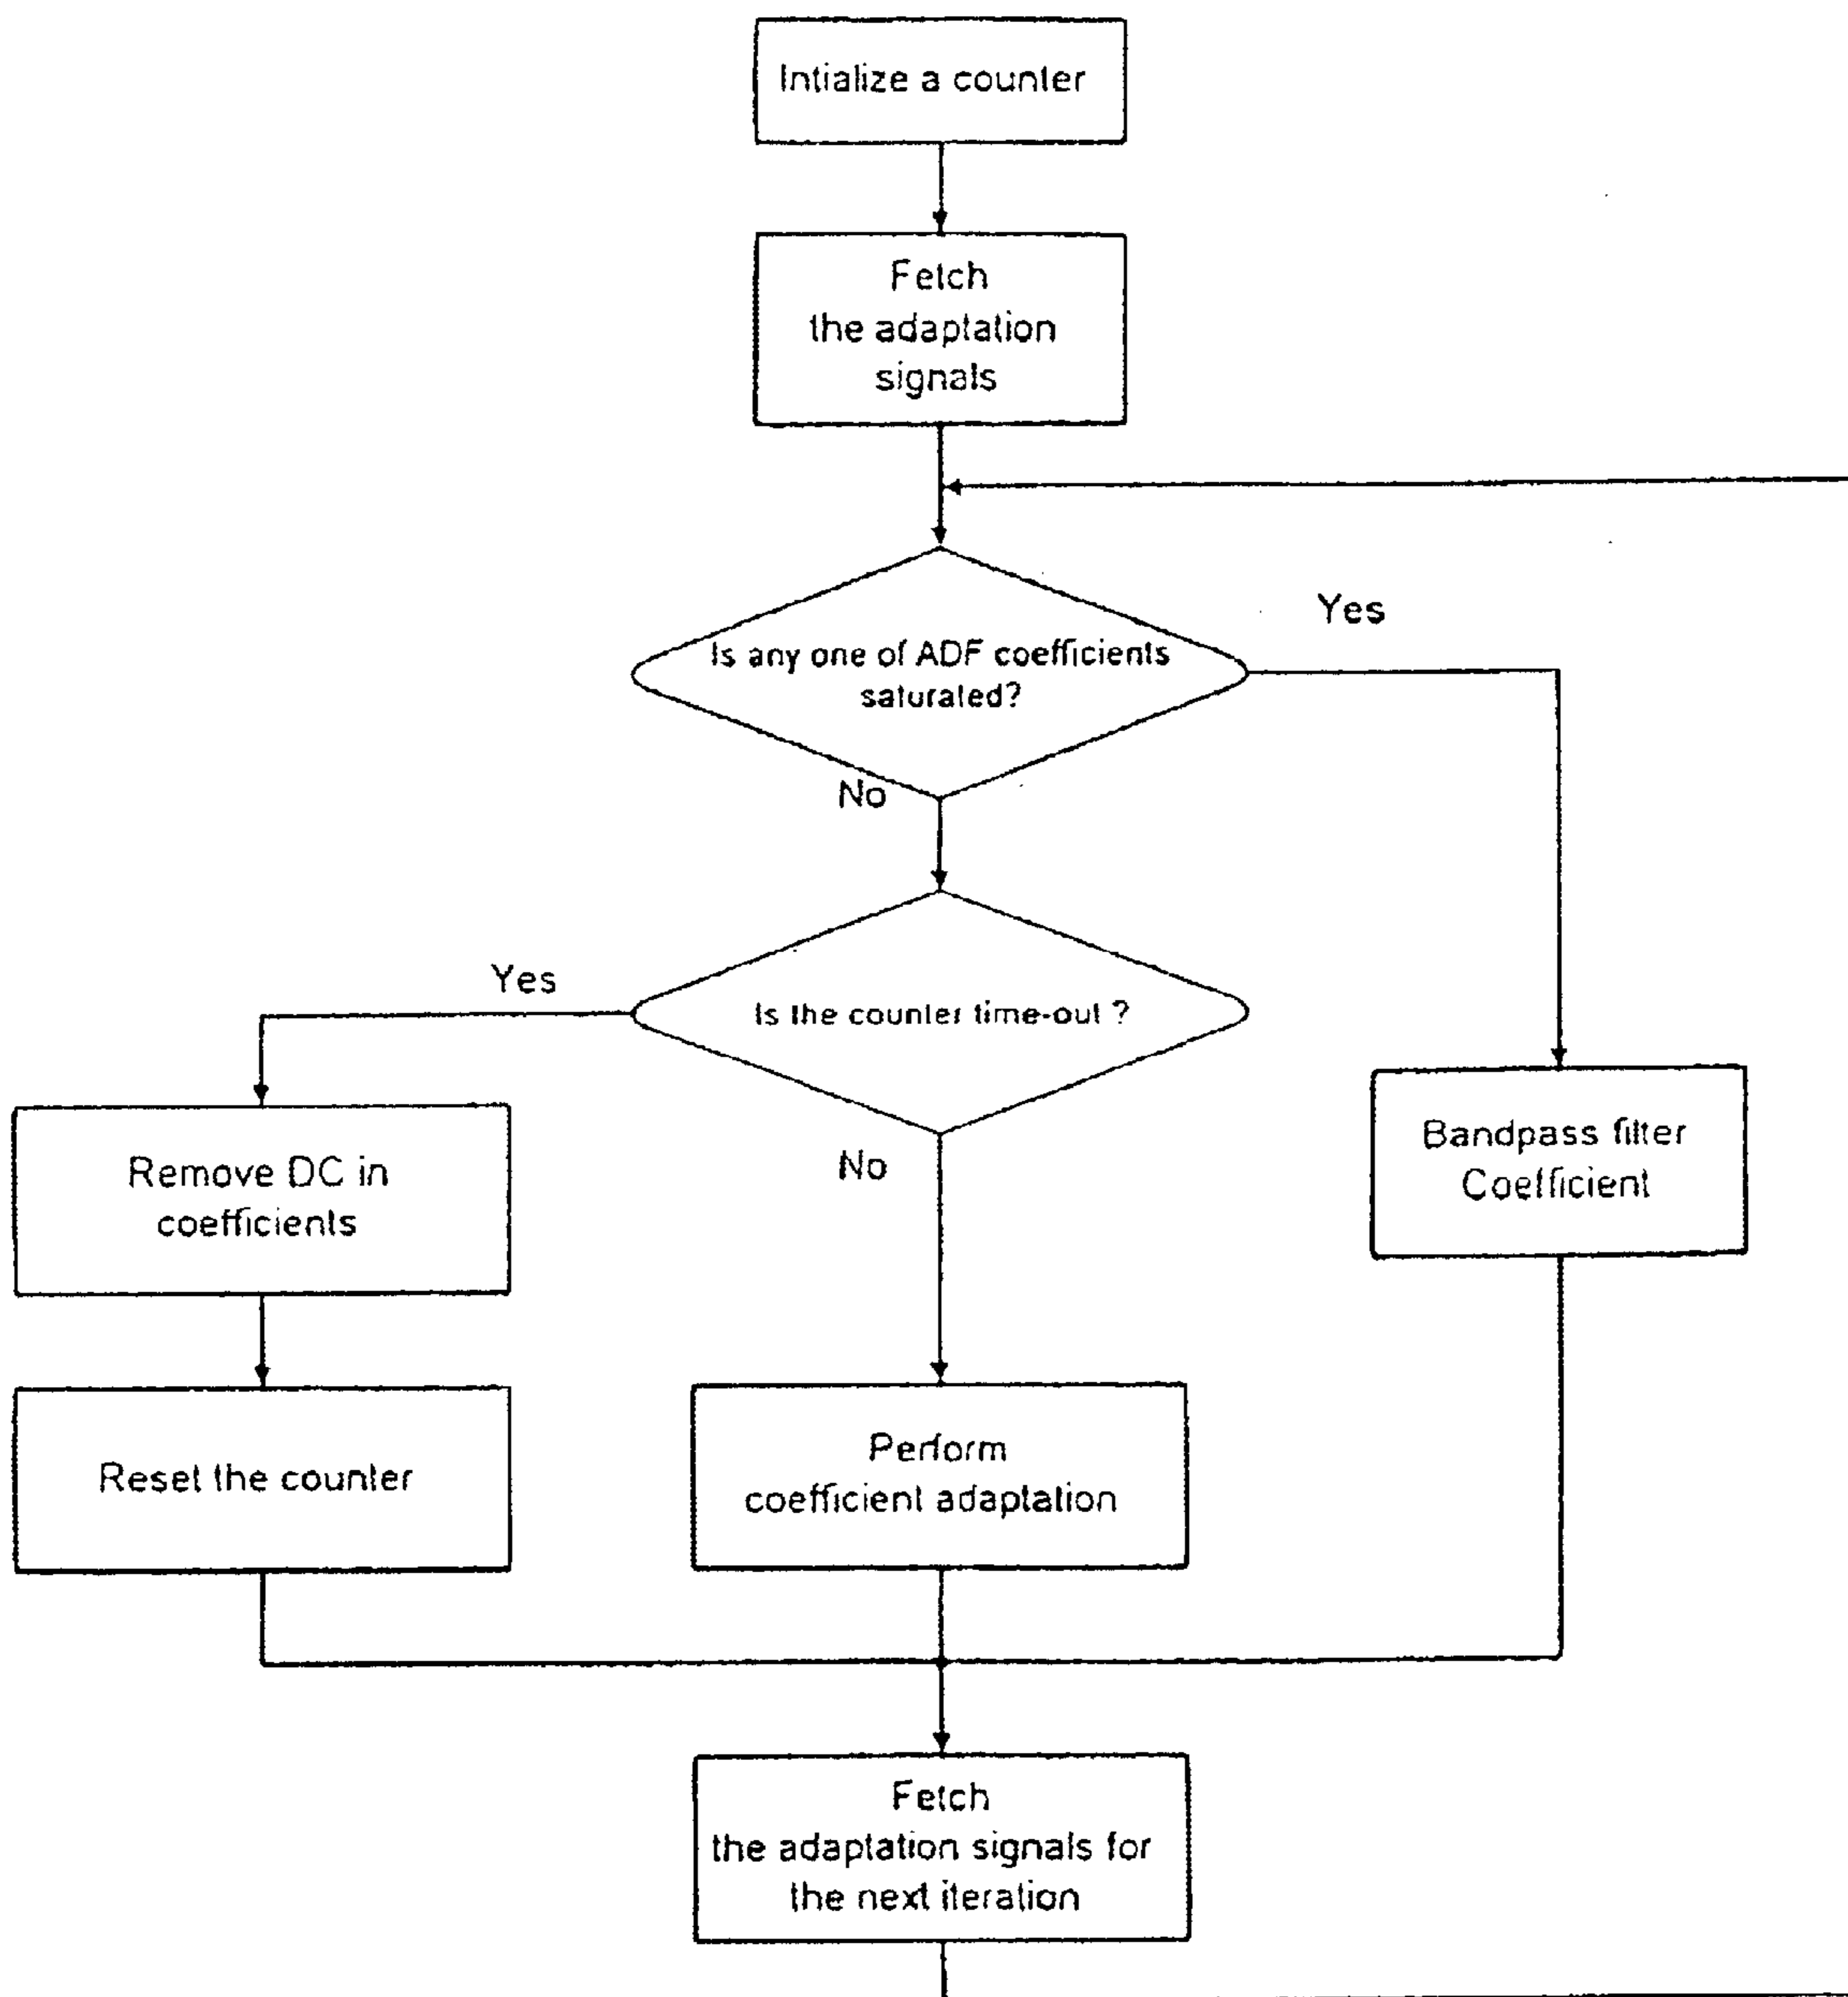 Intialize a counter
Fetch
the adaptation
signals
Yes
Is any one of ADF coefficients
saturated?
No
Yes
Is the counter time-out ?
Bandpass filter
Coefficient
No
Remove DC in
coefficients
Perform
coefficient adaptation
Reset the counter
Fetch
the adaptation signals for
the next iteration